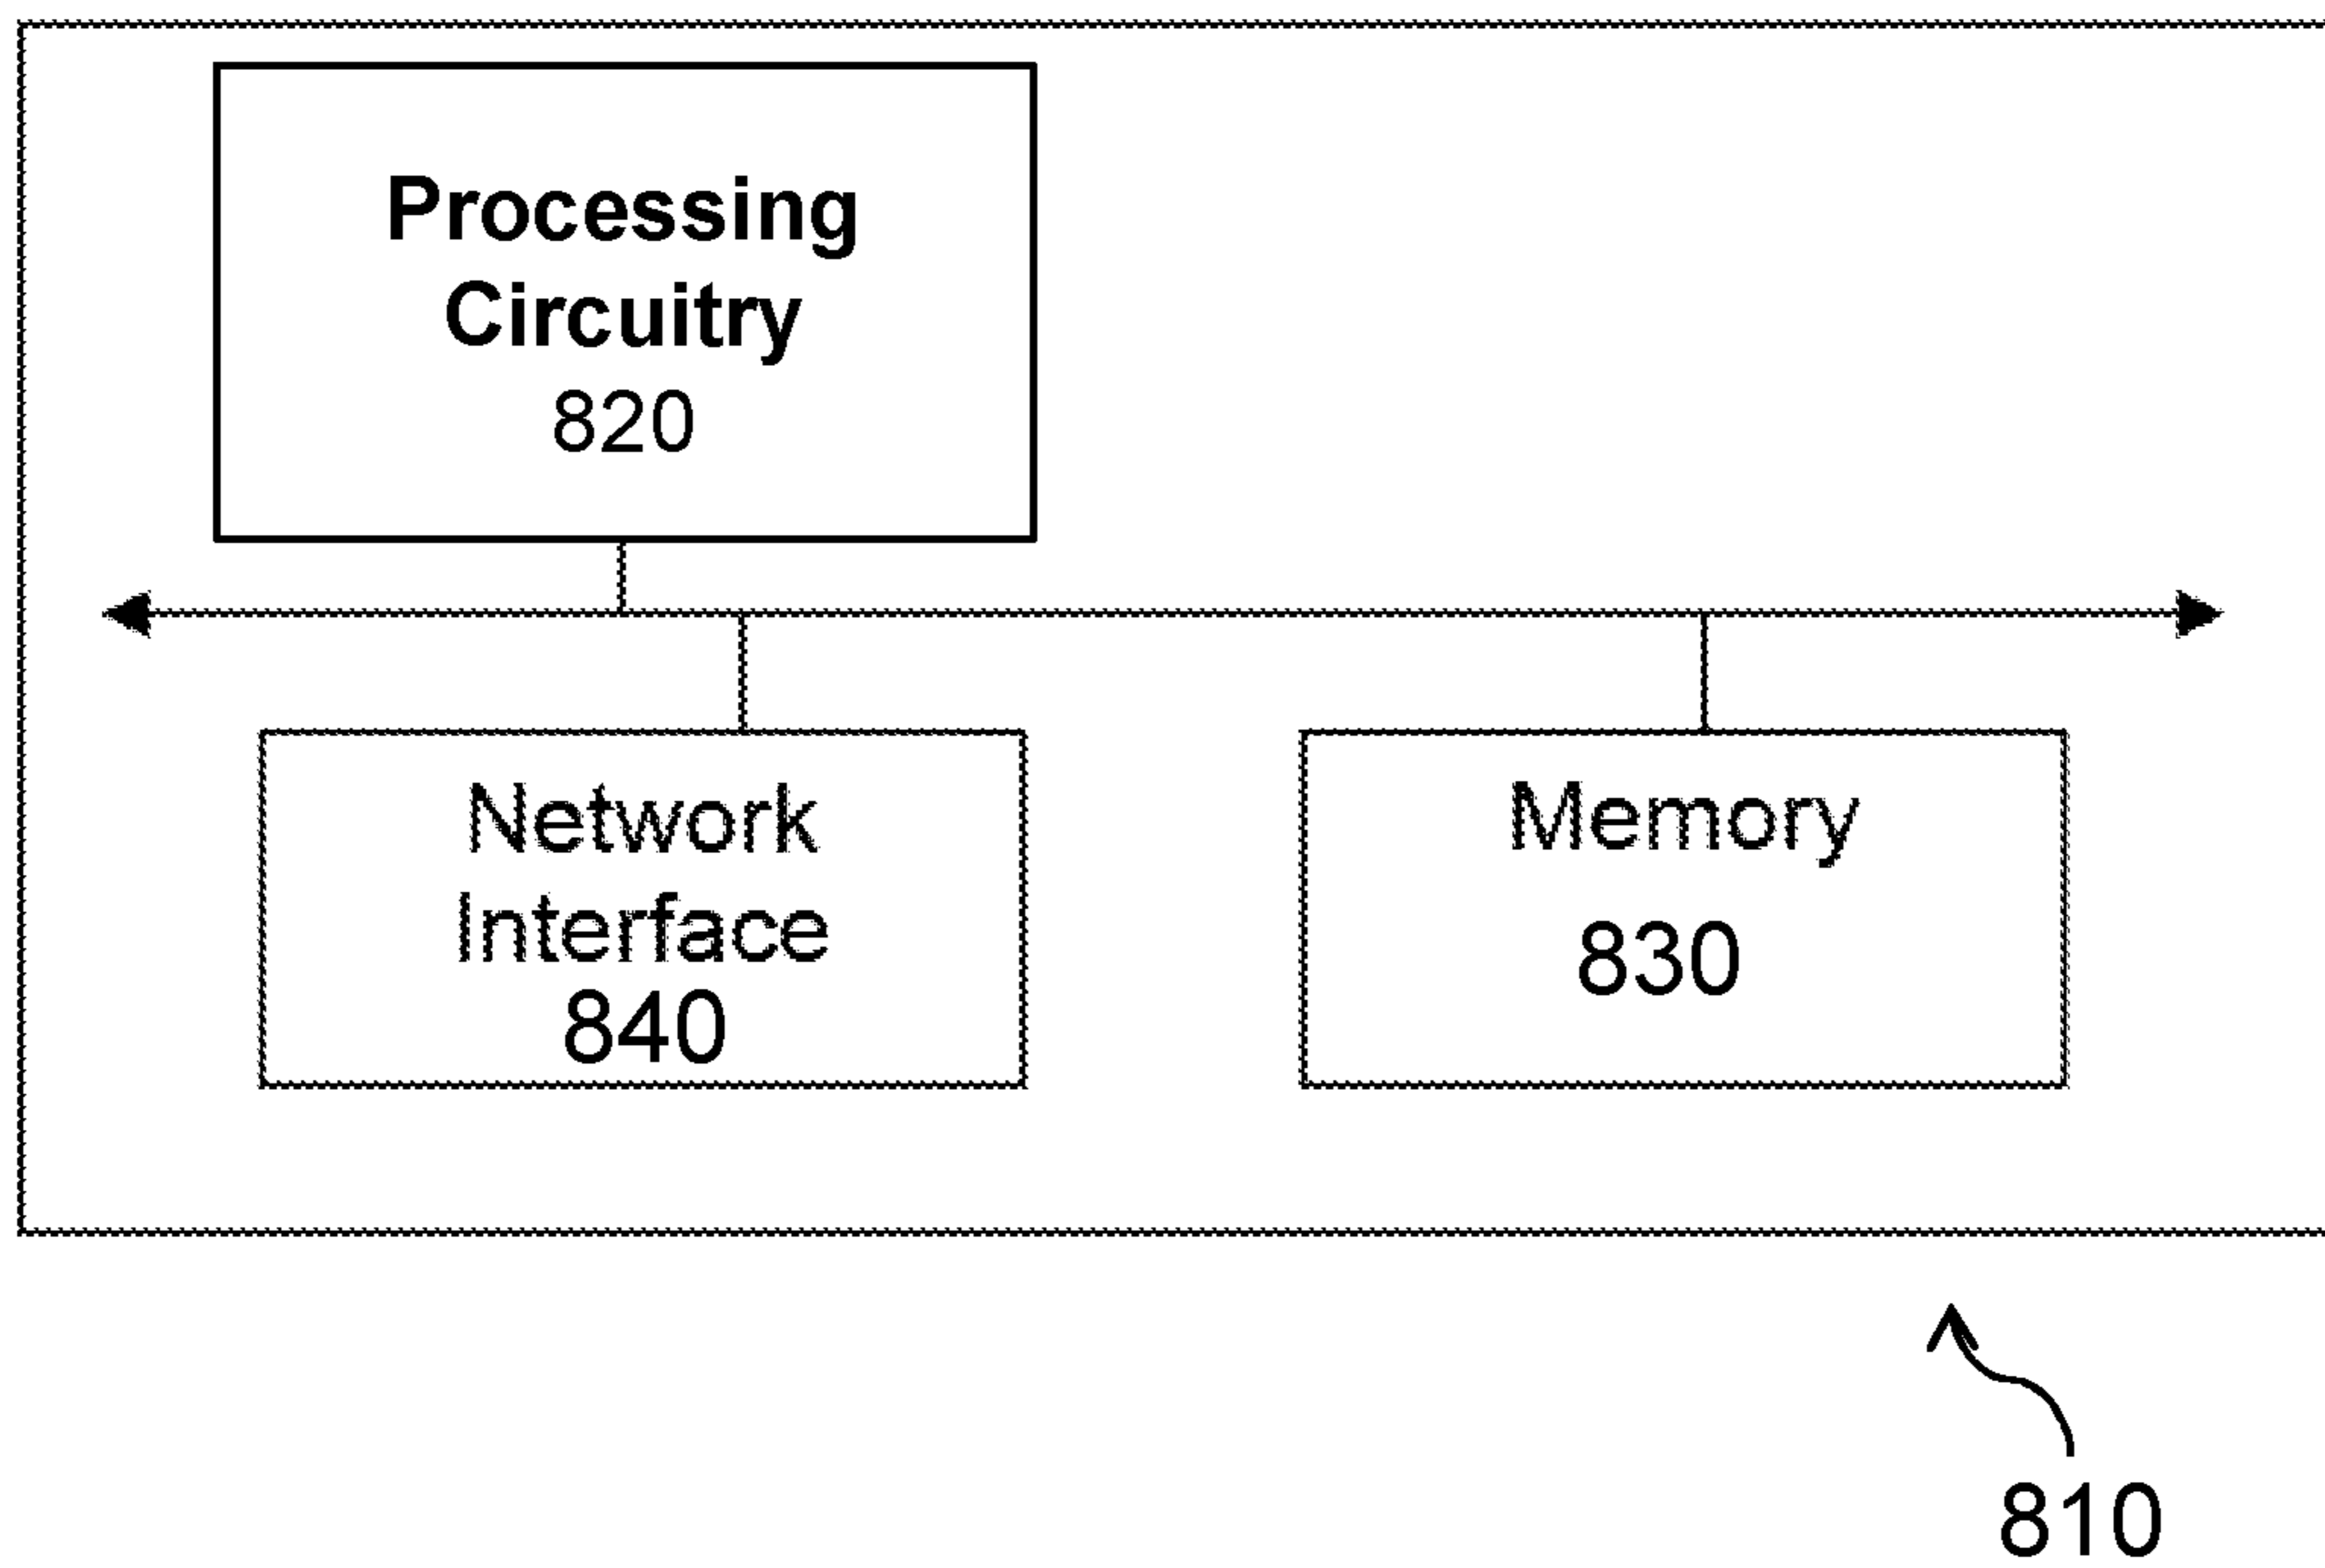 Processing
Circuitry
820
Network
Interface
840
Memory
830
810